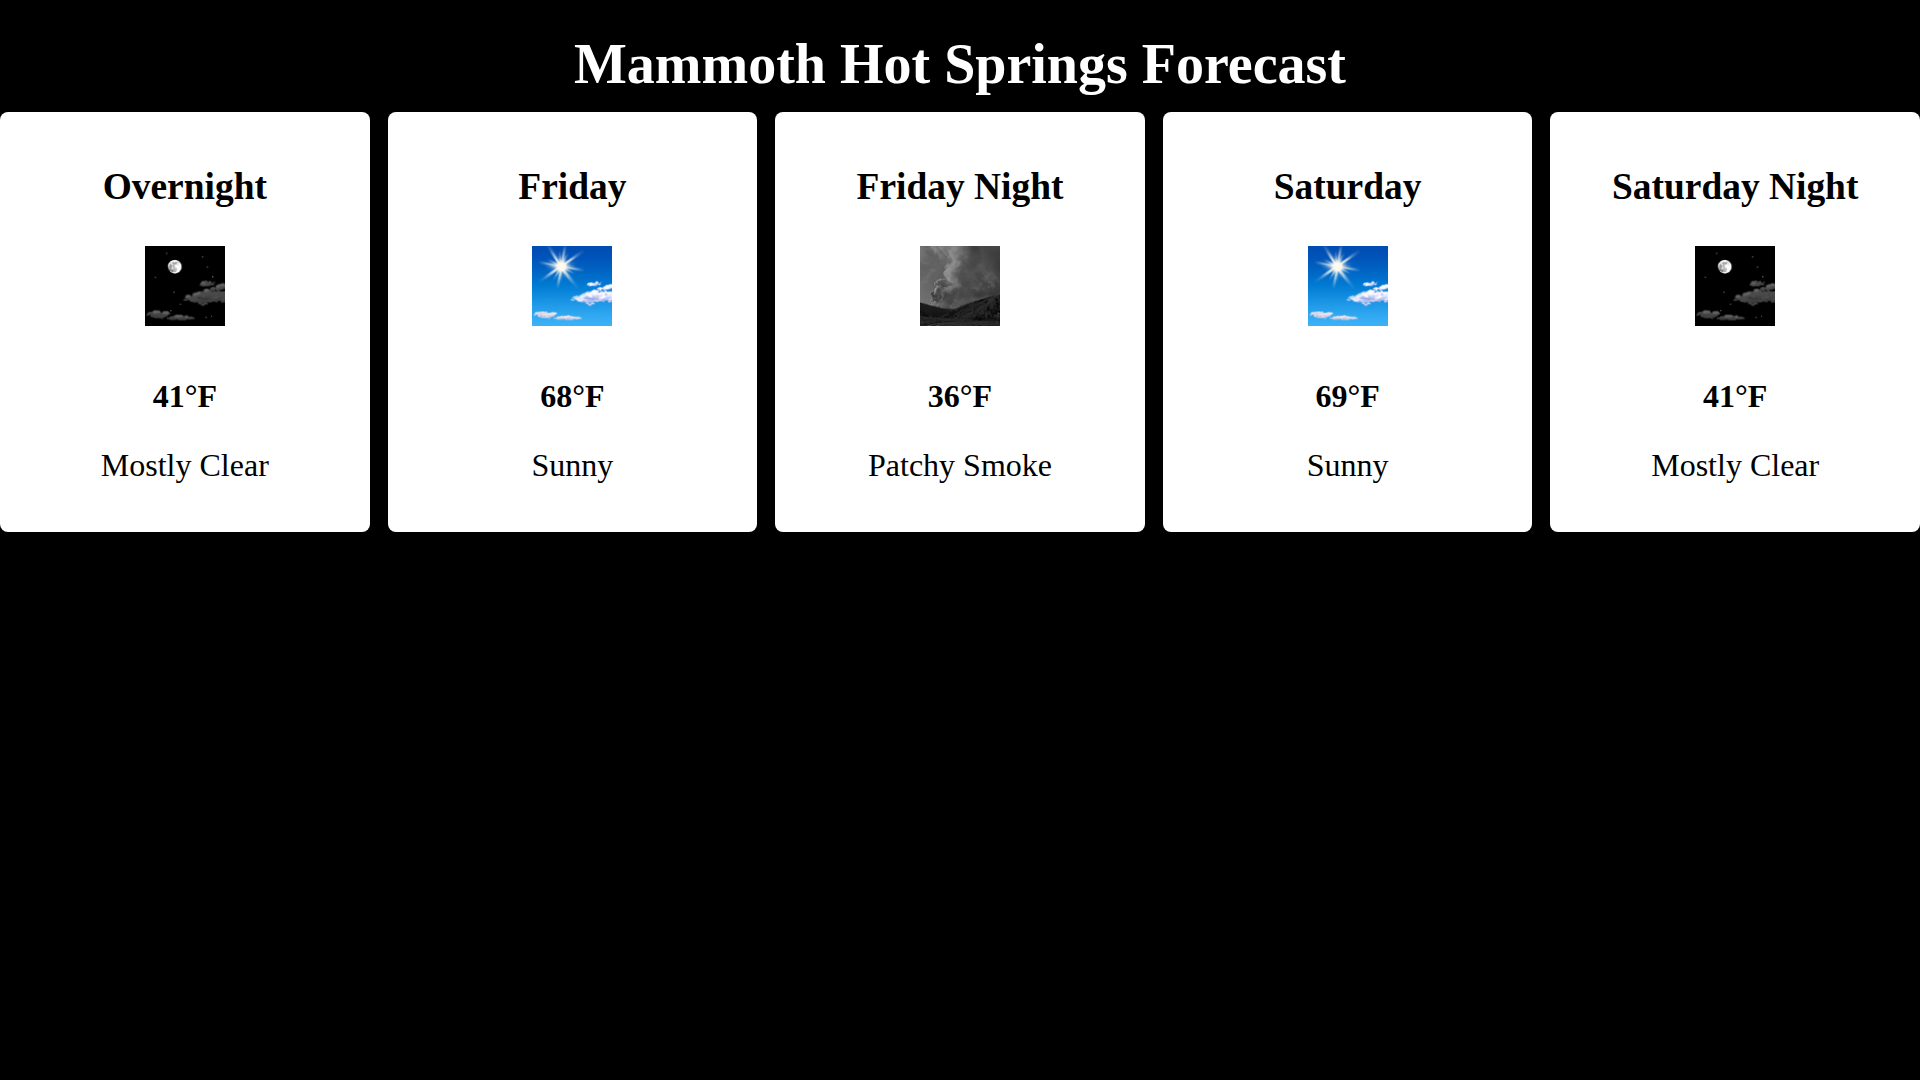 Mammoth Hot Springs Forecast
Overnight
41°F
Mostly Clear
Friday
68°F
Sunny
Friday Night
36°F
Patchy Smoke
Saturday
69°F
Sunny
Saturday Night
41°F
Mostly Clear